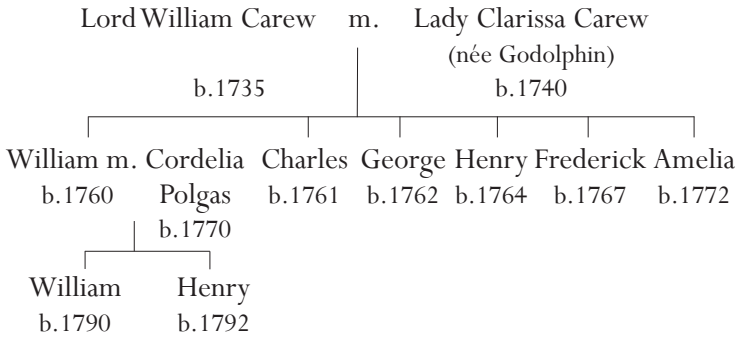 Lord William Carew m. Lady Clarissa Carew
(née Godolphin)
b.1735 b.1740
William m. Cordelia Charles George Henry Frederick Amelia
b.1760 Polgas b.1761 b.1762 b.1764 b.1767 b.1772
b.1770
William Henry
b.1790 b.1792